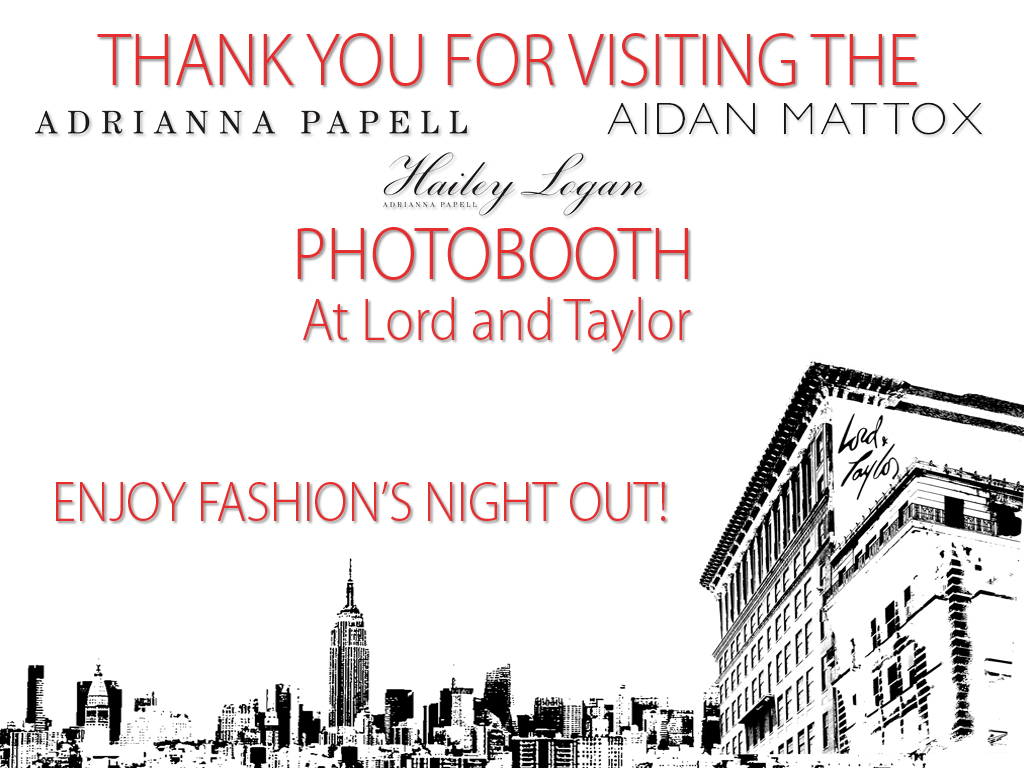 THANK YOU FOR VISITING THE
ADRIANNA PAPELL AIDAN MATTOX
Hailey Logan
ADRIANNA PAPELL
PHOTOBOOTH
At Lord and Taylor
Lord & Taylor
ENJOY FASHION'S NIGHT OUT!